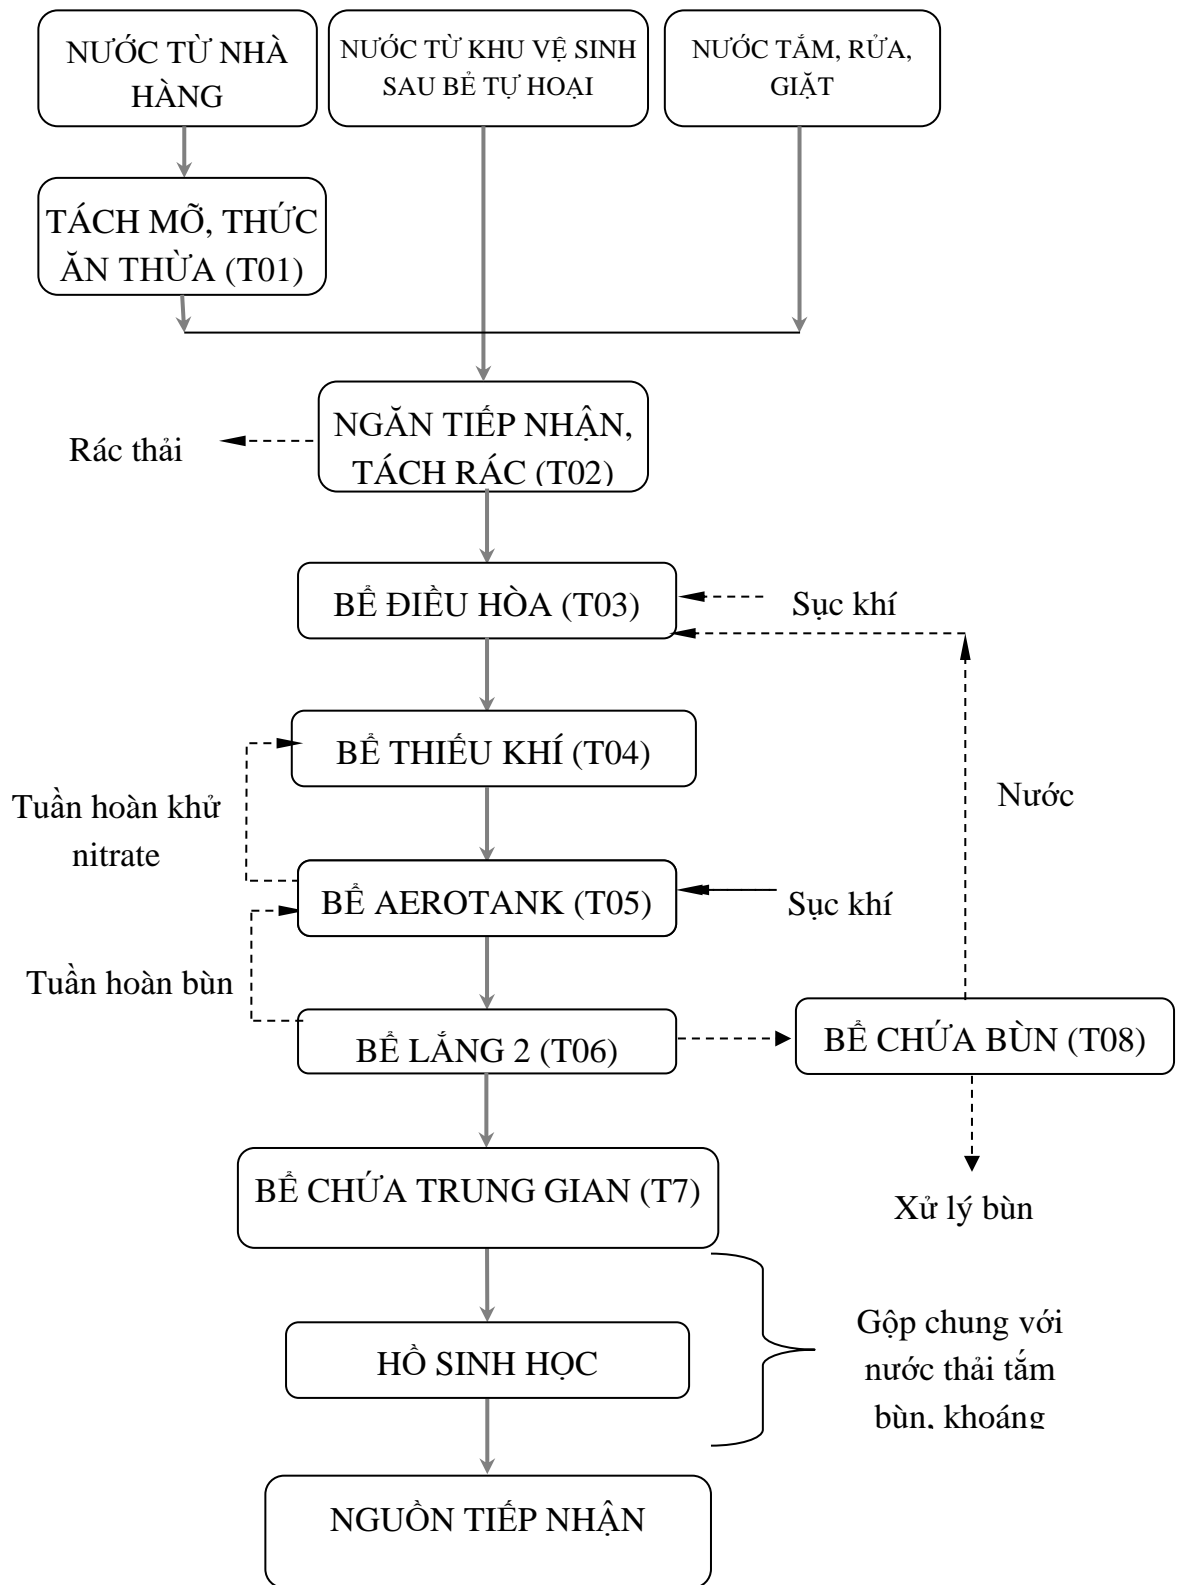 NƯỚC TỪ NHÀ
HÀNG
NƯỚC TỪ KHU VỆ SINH
SAU BẺ TỰ HOẠI
NƯỚC TẮM, RỬA,
GIẶT
TÁCH MỠ, THỨC
ĂN THỪA (T01)
NGĂN TIẾP NHẬN,
TÁCH RÁC (T02)
Rác thải
BỂ ĐIỀU HÒA (T03)
Sục khí
BỂ THIẾU KHÍ (T04)
Tuần hoàn khử
nitrate
Nước
BỂ AEROTANK (T05)
Sục khí
Tuần hoàn bùn
BỂ LẮNG 2 (T06)
BỂ CHỨA BÙN (T08)
BỂ CHỨA TRUNG GIAN (T7)
Xử lý bùn
HỒ SINH HỌC
Gộp chung với
nước thải tắm
bùn, khoáng
NGUỒN TIẾP NHẬN